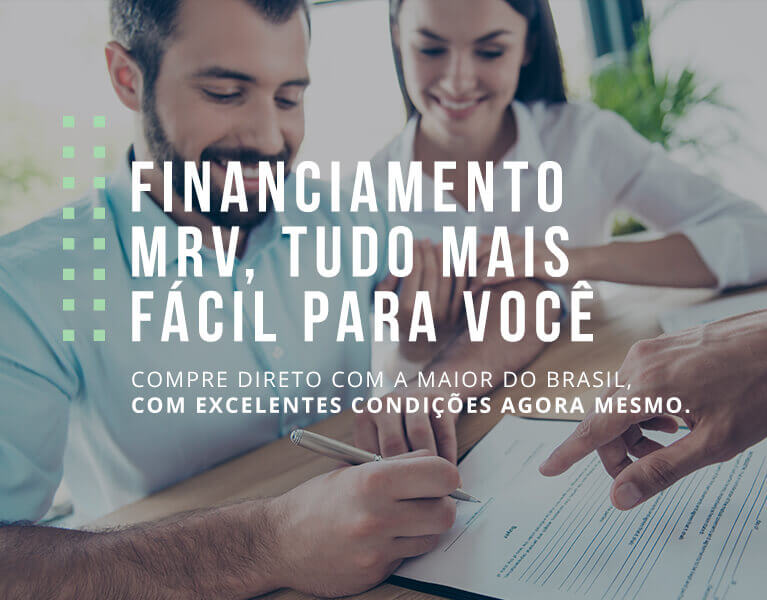 FINANCIAMENTO
MRV, TUDO MAIS
FÁCIL PARA VOCÊ
COMPRE DIRETO COM A MAIOR DO BRASIL,
COM EXCELENTES CONDIÇÕES AGORA MESMO.